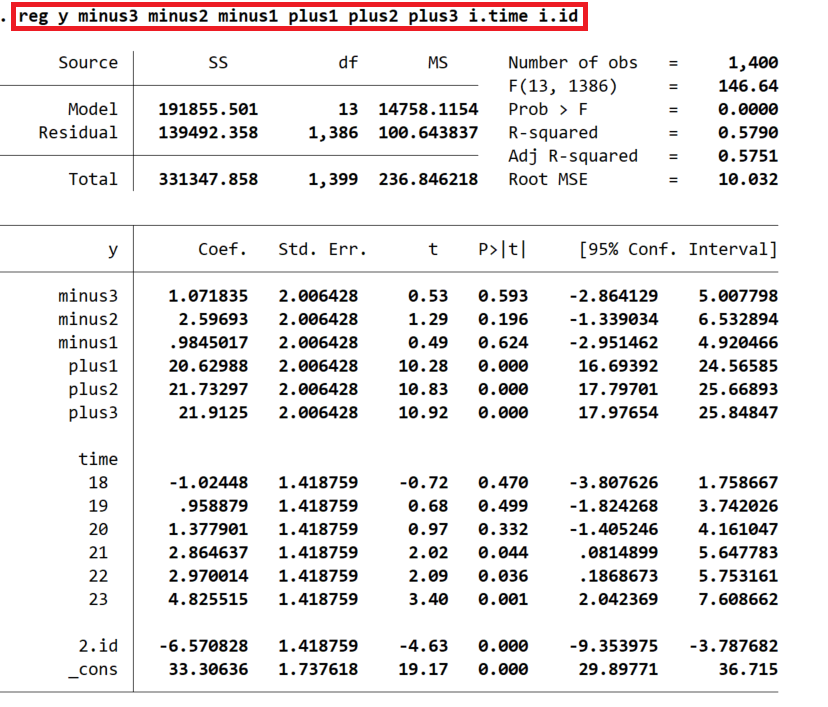 . reg y minus3 minus2 minus1 plus1 plus2 plus3 i.time i.id
Source SS df MS Number of obs = 1,400
F(13, 1386) = 146.64
Model 191855.501 13 14758.1154 Prob > F = 0.0000
Residual 139492.358 1,386 100.643837 R-squared = 0.5790
Adj R-squared = 0.5751
Total 331347.858 1,399 236.846218 Root MSE = 10.032
y Coef. Std. Err. t P>|t| [95% Conf. Interval]
minus3 1.071835 2.006428 0.53 0.593 -2.864129 5.007798
minus2 2.59693 2.006428 1.29 0.196 -1.339034 6.532894
minus1 .9845017 2.006428 0.49 0.624 -2.951462 4.920466
plus1 20.62988 2.006428 10.28 0.000 16.69392 24.56585
plus2 21.73297 2.006428 10.83 0.000 17.79701 25.66893
plus3 21.9125 2.006428 10.92 0.000 17.97654 25.84847
time
18 -1.02448 1.418759 -0.72 0.470 -3.807626 1.758667
19 .958879 1.418759 0.68 0.499 -1.824268 3.742026
20 1.377901 1.418759 0.97 0.332 -1.405246 4.161047
21 2.864637 1.418759 2.02 0.044 .0814899 5.647783
22 2.970014 1.418759 2.09 0.036 .1868673 5.753161
23 4.825515 1.418759 3.40 0.001 2.042369 7.608662
2.id -6.570828 1.418759 -4.63 0.000 -9.353975 -3.787682
_cons 33.30636 1.737618 19.17 0.000 29.89771 36.715